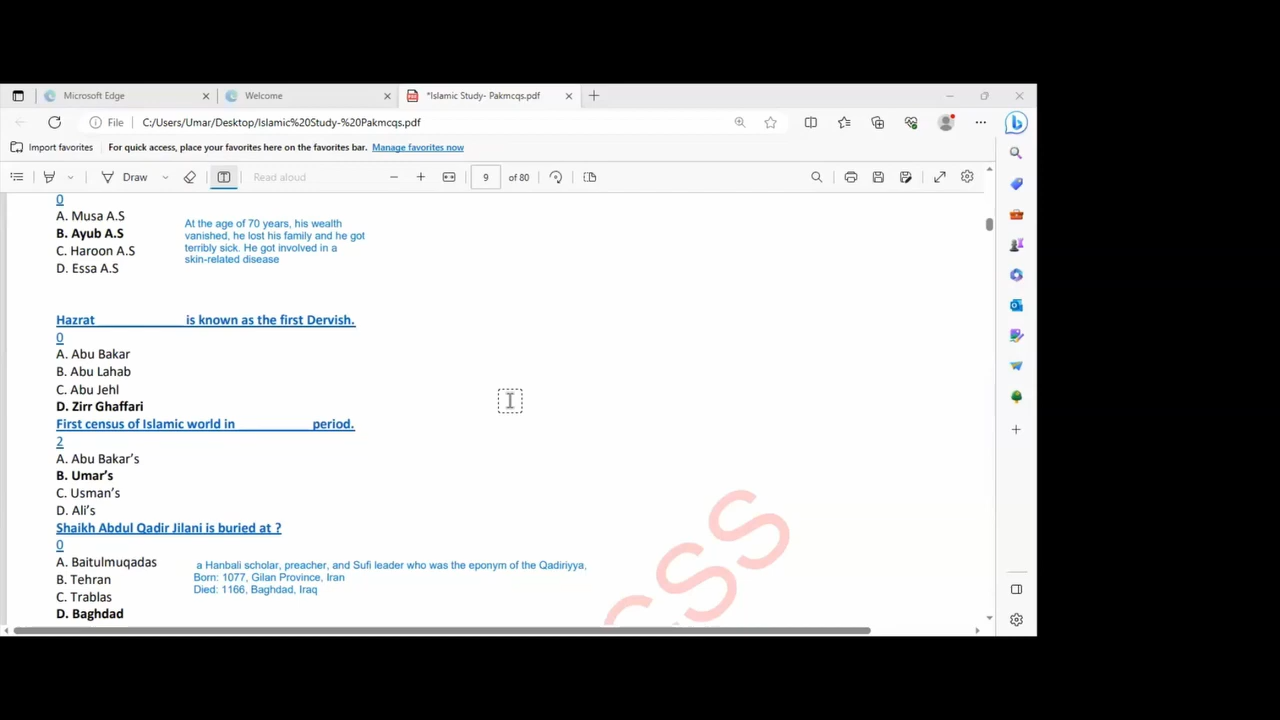 Microsoft Edge
Welcome
*Islamic Study- Pakmcqs.pdf
File
C:/Users/Umar/Desktop/Islamic%20Study-%20Pakmcqs.pdf
Import favorites
For quick access, place your favorites here on the favorites bar.
Manage favorites now
Draw
Read aloud
9
of 80
0
A. Musa A.S
B. Ayub A.S
C. Haroon A.S
D. Essa A.S
At the age of 70 years, his wealth
vanished, he lost his family and he got
terribly sick. He got involved in a
skin-related disease
Hazrat _____________ is known as the first Dervish.
0
A. Abu Bakar
B. Abu Lahab
C. Abu Jehl
D. Zirr Ghaffari
First census of Islamic world in ___________ period.
2
A. Abu Bakar’s
B. Umar’s
C. Usman’s
D. Ali’s
Shaikh Abdul Qadir Jilani is buried at ?
0
A. Baitulmuqadas
B. Tehran
C. Trablas
D. Baghdad
a Hanbali scholar, preacher, and Sufi leader who was the eponym of the Qadiriyya,
Born: 1077, Gilan Province, Iran
Died: 1166, Baghdad, Iraq
CSS